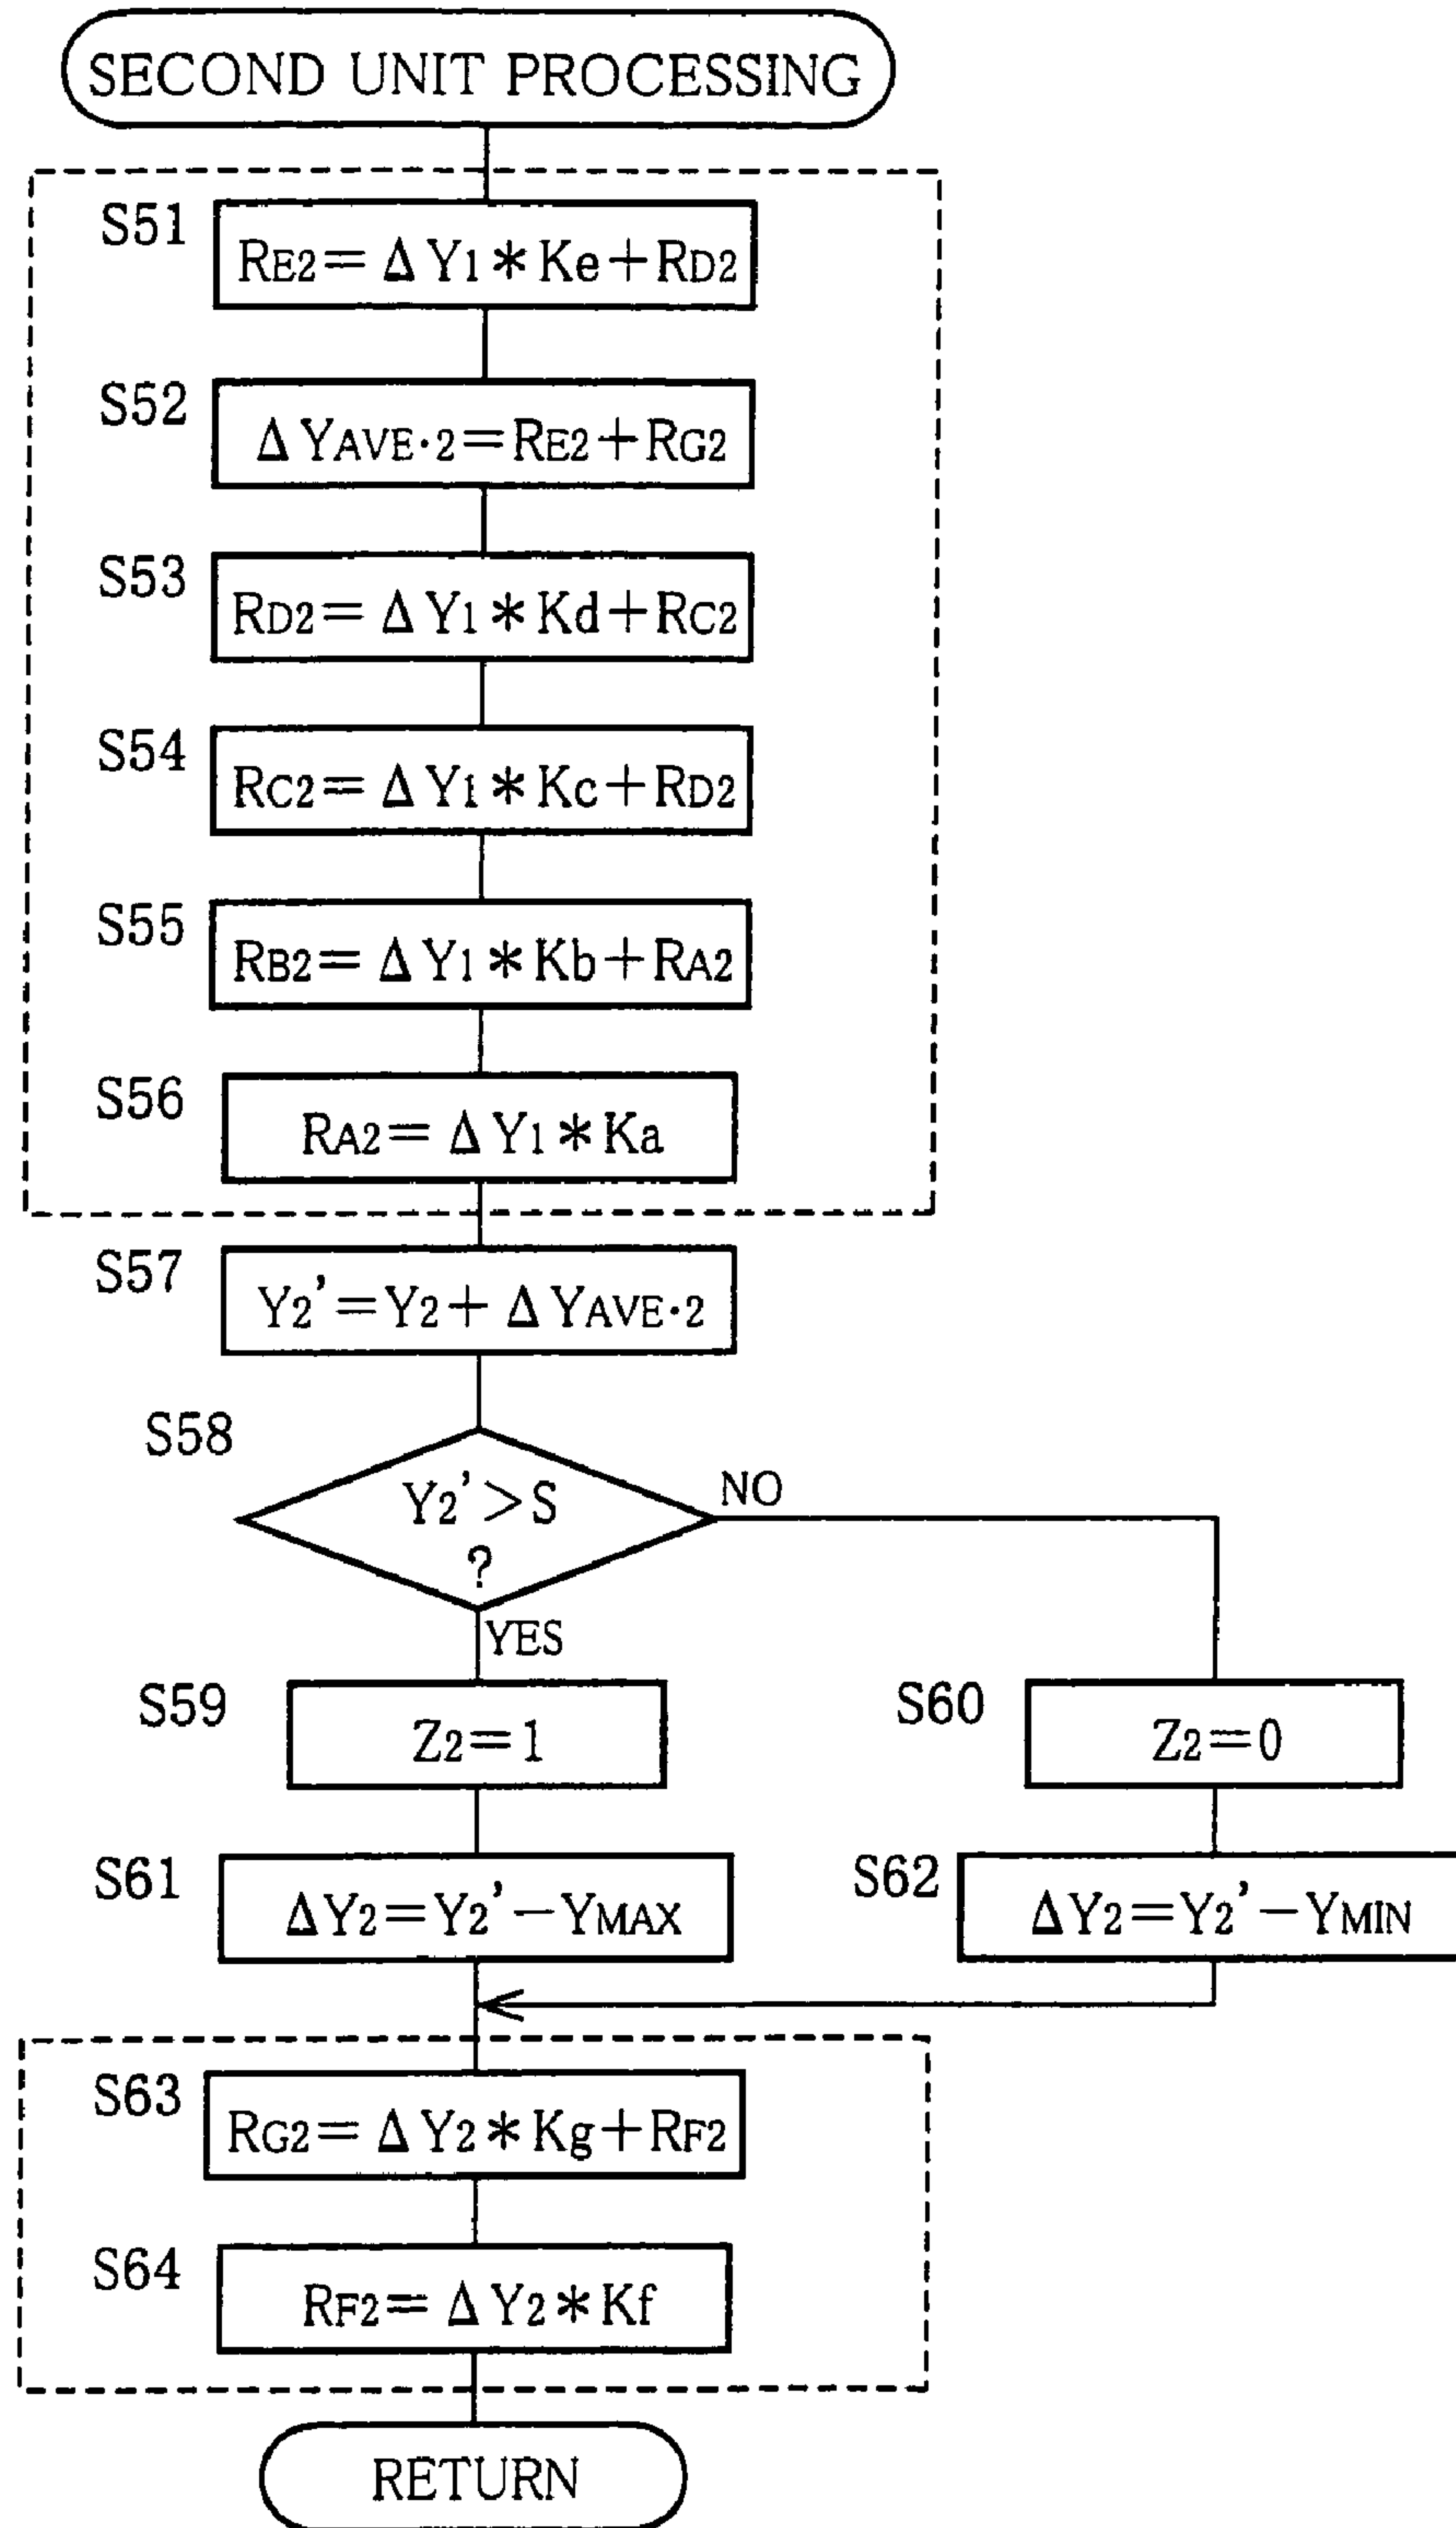 SECOND UNIT PROCESSING
S51
RE2=ΔY1*Ke+RD2
S52
ΔYAVE·2=RE2+RG2
S53
RD2=ΔY1*Kd+RC2
S54
RC2=ΔY1*Kc+RD2
S55
RB2=ΔY1*Kb+RA2
S56
RA2=ΔY1*Ka
S57
Y2'=Y2+ΔYAVE·2
S58
Y2'>S
?
NO
YES
S59
Z2=1
S60
Z2=0
S61
ΔY2=Y2'-YMAX
S62
ΔY2=Y2'-YMIN
S63
RG2=ΔY2*Kg+RF2
S64
RF2=ΔY2*Kf
RETURN